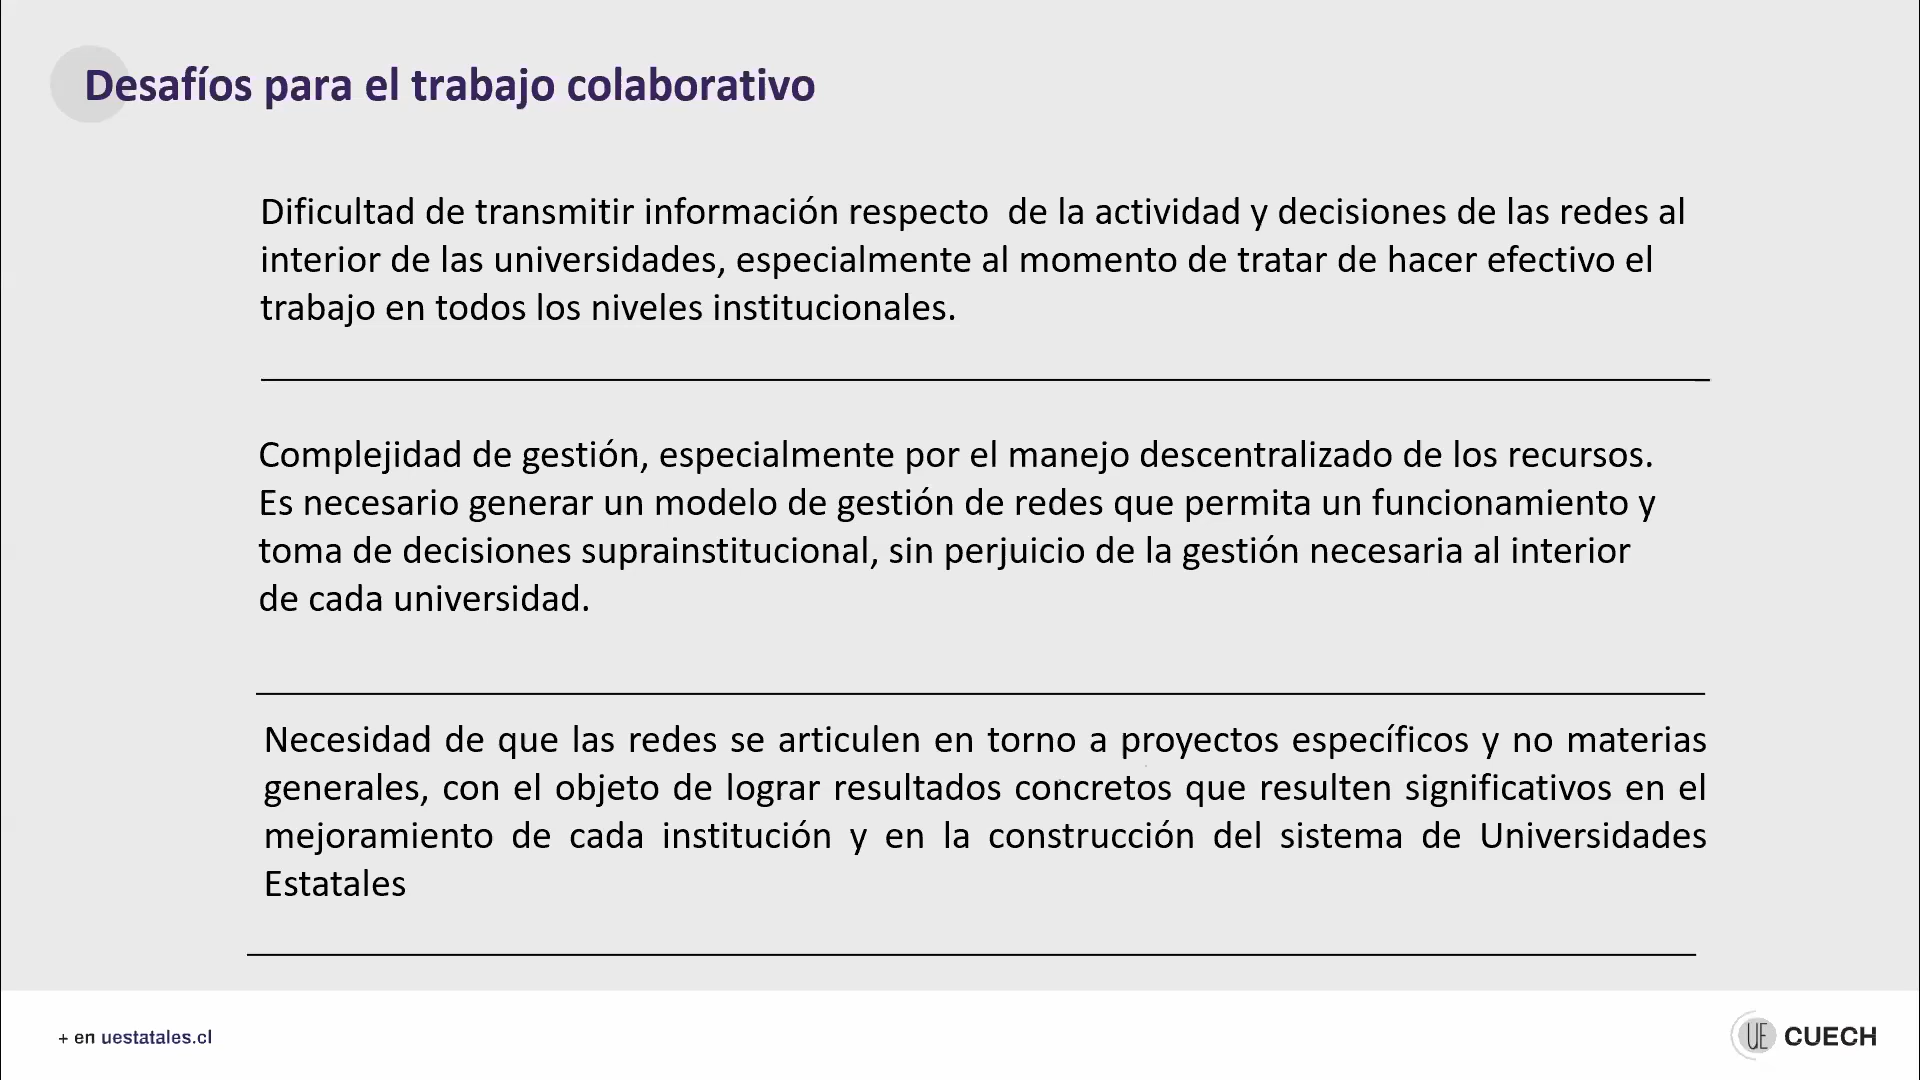 Desafíos para el trabajo colaborativo
Dificultad de transmitir información respecto  de la actividad y decisiones de las redes al
interior de las universidades, especialmente al momento de tratar de hacer efectivo el
trabajo en todos los niveles institucionales.
Complejidad de gestión, especialmente por el manejo descentralizado de los recursos.
Es necesario generar un modelo de gestión de redes que permita un funcionamiento y
toma de decisiones suprainstitucional, sin perjuicio de la gestión necesaria al interior
de cada universidad.
Necesidad de que las redes se articulen en torno a proyectos específicos y no materias
generales, con el objeto de lograr resultados concretos que resulten significativos en el
mejoramiento de cada institución y en la construcción del sistema de Universidades
Estatales
+ en uestatales.cl
UE CUECH